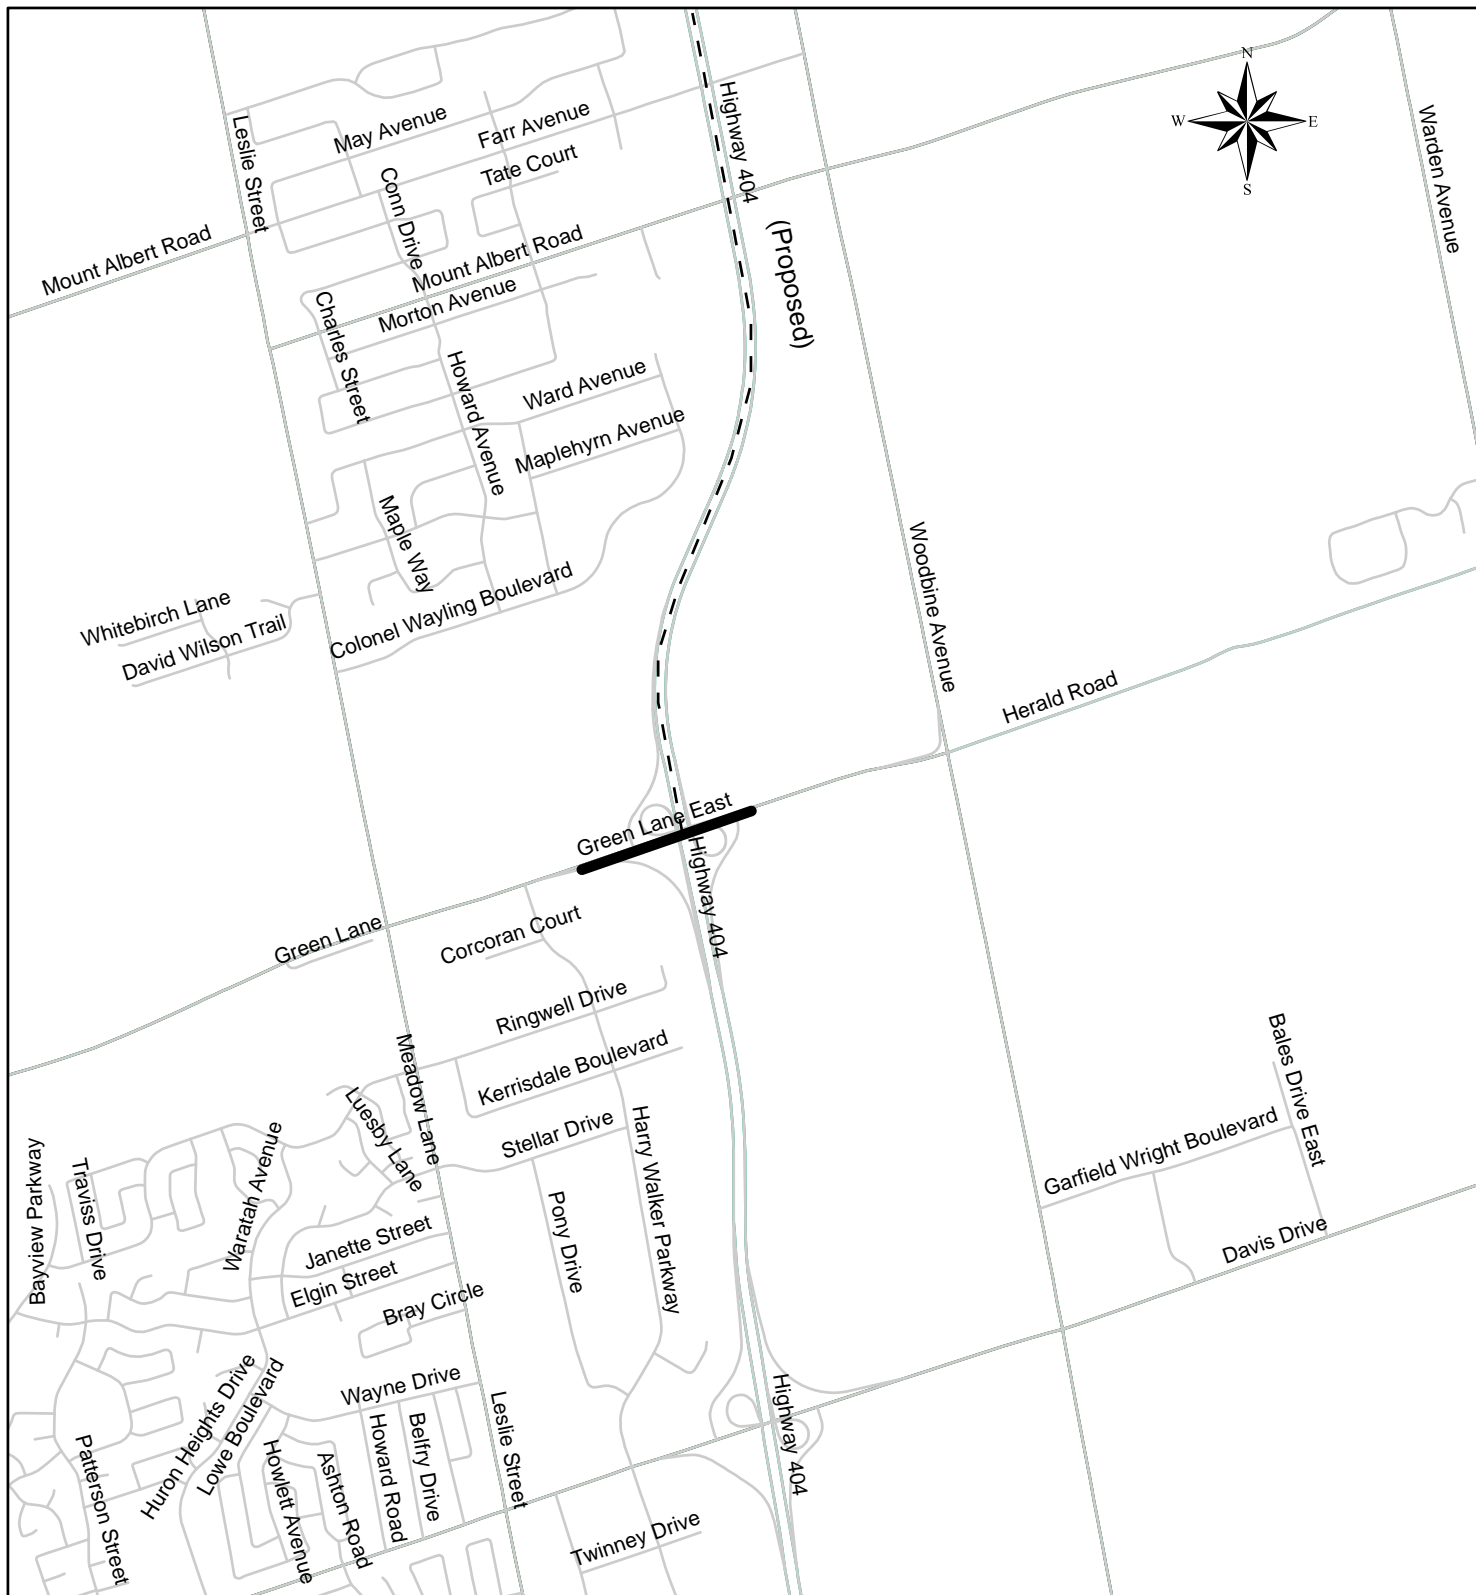 N
W
E
S
Leslie Street
May Avenue
Farr Avenue
Tate Court
Highway 404
(Proposed)
Warden Avenue
Conn Drive
Mount Albert Road
Mount Albert Road
Morton Avenue
Charles Street
Howard Avenue
Ward Avenue
Maplehyrn Avenue
Maple Way
Woodbine Avenue
Whitebirch Lane
David Wilson Trail
Colonel Wayling Boulevard
Herald Road
Green Lane East
Highway 404
Green Lane
Corcoran Court
Ringwell Drive
Kerrisdale Boulevard
Meadow Lane
Luesby Lane
Stellar Drive
Harry Walker Parkway
Bales Drive East
Garfield Wright Boulevard
Davis Drive
Bayview Parkway
Traviss Drive
Waratah Avenue
Janette Street
Elgin Street
Bray Circle
Pony Drive
Huron Heights Drive
Lowe Boulevard
Wayne Drive
Leslie Street
Highway 404
Patterson Street
Howlett Avenue
Ashton Road
Howard Road
Belfry Drive
Twinney Drive